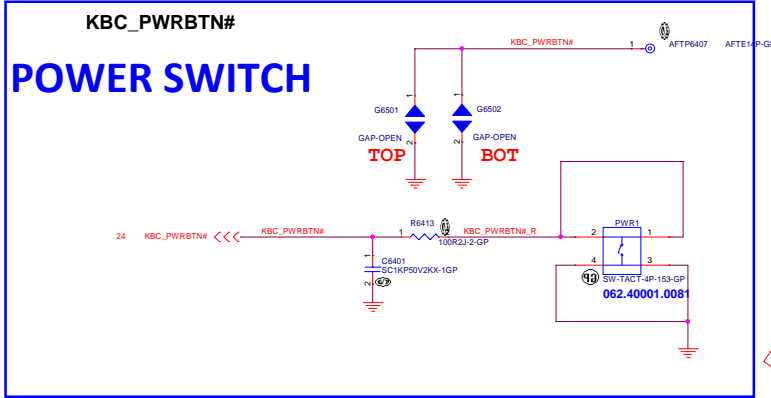 KBC_PWRBTN#
POWER SWITCH
KBC_PWRBTN#
1
AFTP6407
1
1
G6501
G6502
GAP-OPEN
GAP-OPEN
2
2
TOP
BOT
24
KBC_PWRBTN#
KBC_PWRBTN#
1
R6413
KBC_PWRBTN#_R
100R2J-2-GP
1
C6401
SC1KP50V2KX-1GP
2
PWR1
2
1
4
3
SW-TACT-4P-153-GP
062.40001.0081